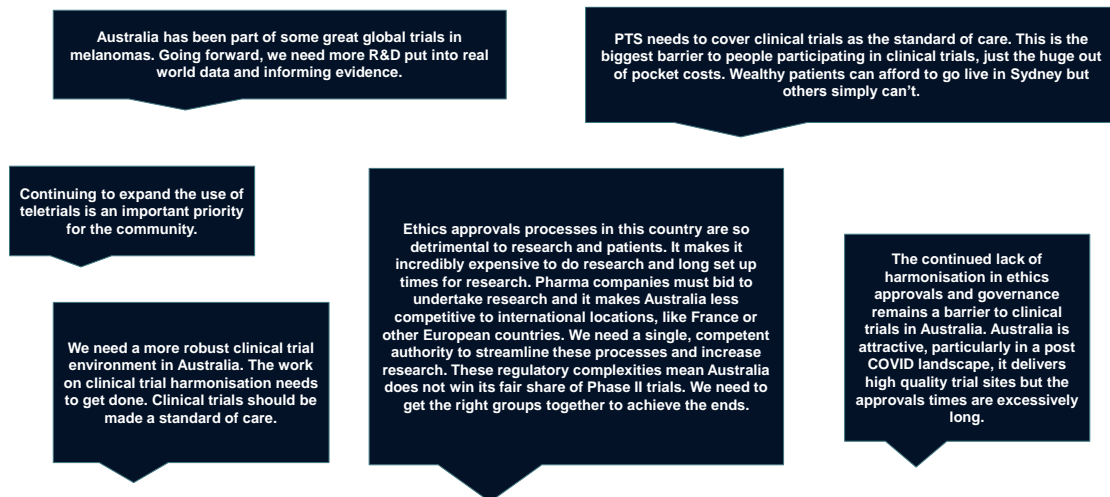 Australia has been part of some great global trials in
melanomas. Going forward, we need more R&D put into real
world data and informing evidence.
PTS needs to cover clinical trials as the standard of care. This is the
biggest barrier to people participating in clinical trials, just the huge out
of pocket costs. Wealthy patients can afford to go live in Sydney but
others simply can’t.
Continuing to expand the use of
teletrials is an important priority
for the community.
Ethics approvals processes in this country are so
detrimental to research and patients. It makes it
incredibly expensive to do research and long set up
times for research. Pharma companies must bid to
undertake research and it makes Australia less
competitive to international locations, like France or
other European countries. We need a single, competent
authority to streamline these processes and increase
research. These regulatory complexities mean Australia
does not win its fair share of Phase II trials. We need to
get the right groups together to achieve the ends.
The continued lack of
harmonisation in ethics
approvals and governance
remains a barrier to clinical
trials in Australia. Australia is
attractive, particularly in a post
COVID landscape, it delivers
high quality trial sites but the
approvals times are excessively
long.
We need a more robust clinical trial
environment in Australia. The work
on clinical trial harmonisation needs
to get done. Clinical trials should be
made a standard of care.